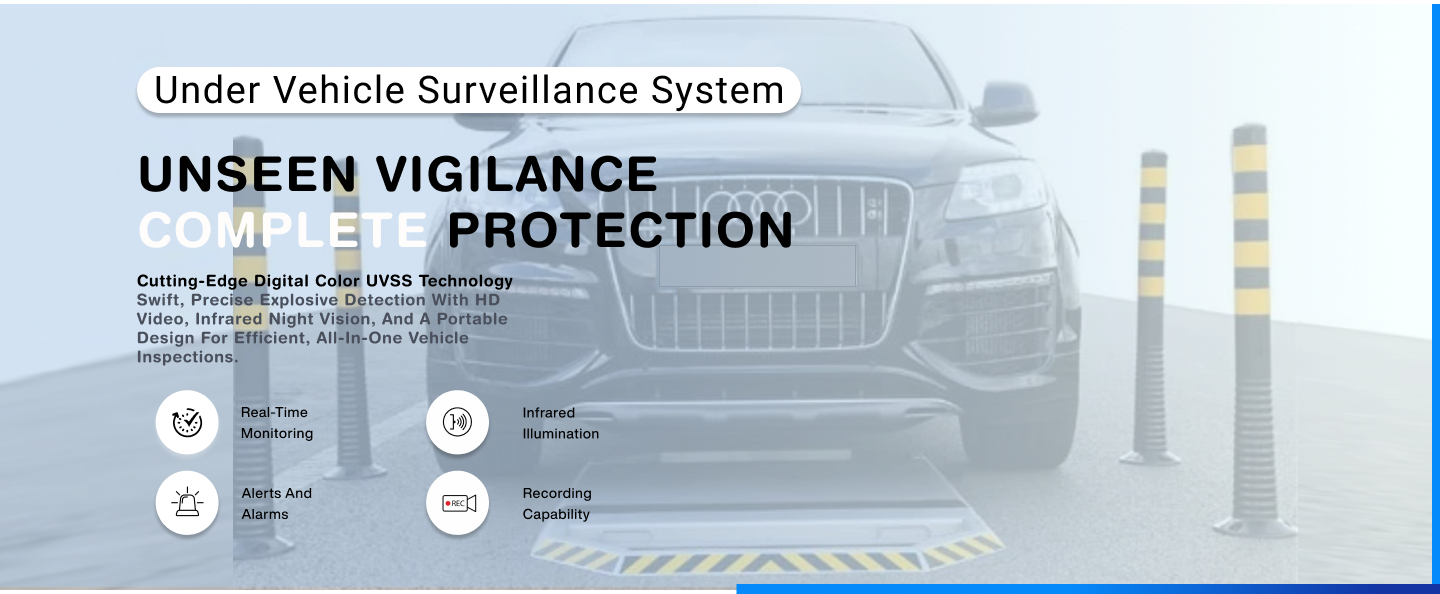 Under Vehicle Surveillance System
UNSEEN VIGILANCE
COMPLETE PROTECTION
Cutting-Edge Digital Color UVSS Technology
Swift, Precise Explosive Detection With HD
Video, Infrared Night Vision, And A Portable
Design For Efficient, All-In-One Vehicle
Inspections.
Real-Time
Monitoring
Infrared
Illumination
Alerts And
Alarms
REC
Recording
Capability